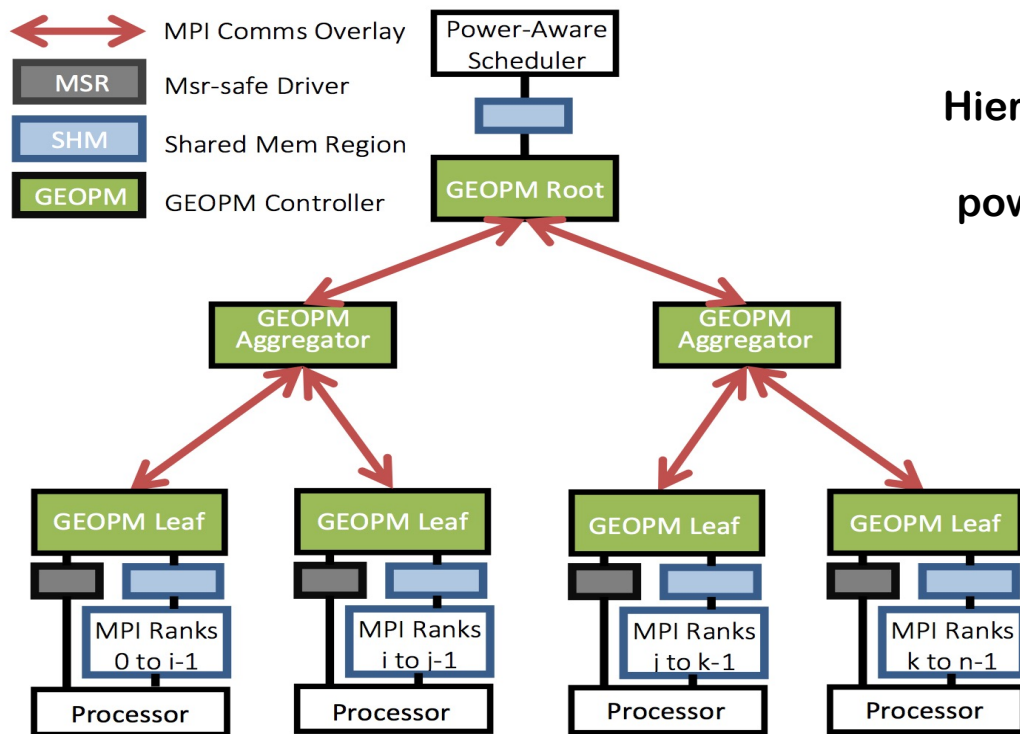 MPI Comms Overlay
MSR
Msr-safe Driver
SHM
Shared Mem Region
GEOPM
GEOPM Controller
Power-Aware
Scheduler
Hier
pow
GEOPM Root
GEOPM
Aggregator
GEOPM
Aggregator
GEOPM Leaf
GEOPM Leaf
GEOPM Leaf
GEOPM Leaf
MPI Ranks
0 to i-1
MPI Ranks
i to j-1
MPI Ranks
j to k-1
MPI Ranks
k to n-1
Processor
Processor
Processor
Processor